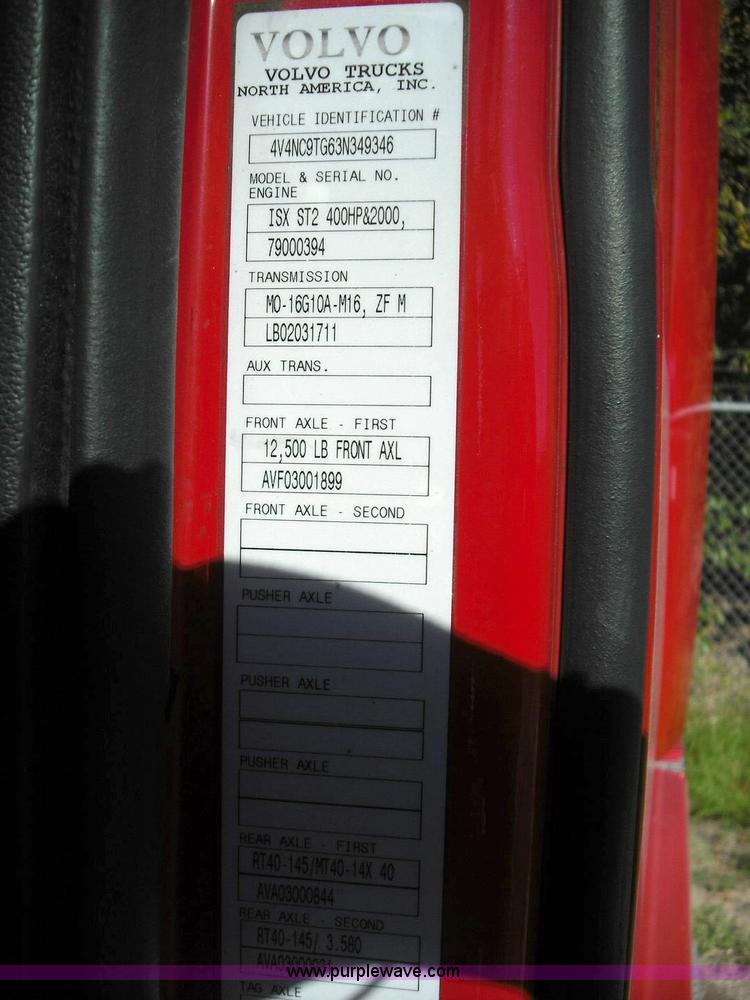 VOLVO
VOLVO TRUCKS
NORTH AMERICA, INC.
VEHICLE IDENTIFICATION #
4V4NC9TG63N349346
MODEL & SERIAL NO.
ENGINE
ISX ST2 400HP&2000,
79000394
TRANSMISSION
MO-16G10A-M16, ZF M
LB02031711
AUX TRANS.
FRONT AXLE - FIRST
12,500 LB FRONT AXL
AVF03001899
FRONT AXLE - SECOND
PUSHER AXLE
PUSHER AXLE
PUSHER AXLE
REAR AXLE - FIRST
RT40-145/MT40-14X 40
AVA03000844
REAR AXLE - SECOND
RT40-145/ 3.580
www.purplewave.com
TAG AXLE